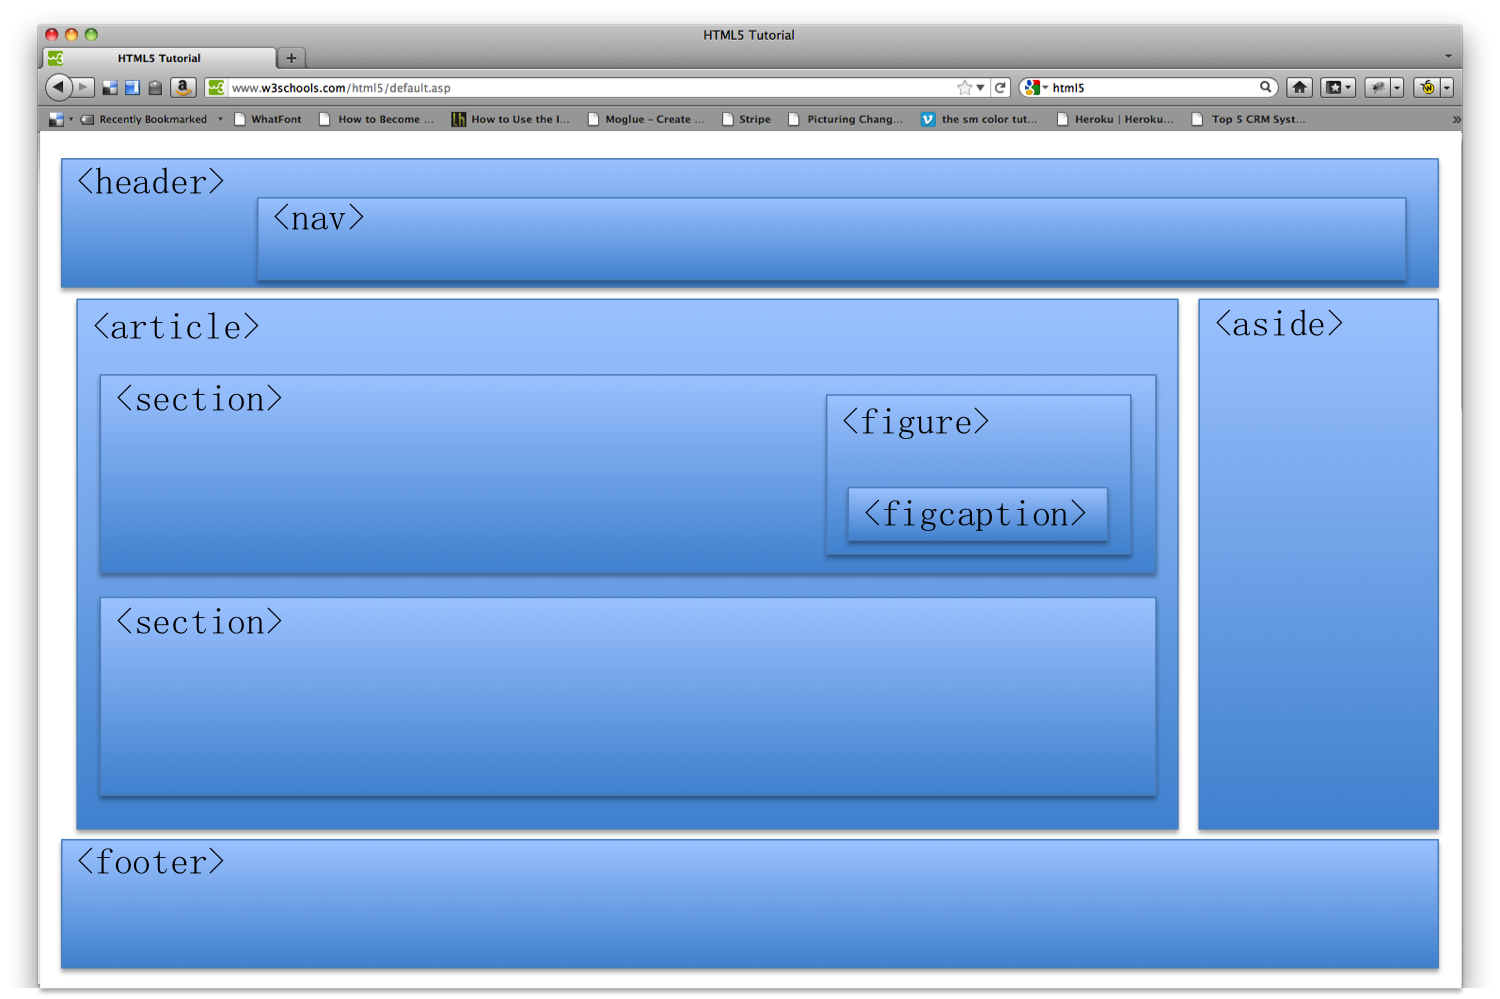 HTML5 Tutorial
HTML5 Tutorial +
www.w3schools.com/html5/default.asp html5
Recently Bookmarked WhatFont How to Become ... How to Use the I... Moglue – Create ... Stripe Picturing Chang... the sm color tut... Heroku | Heroku... Top 5 CRM Syst... »
<header>
<nav>
<article>
<aside>
<section>
<figure>
<figcaption>
<section>
<footer>